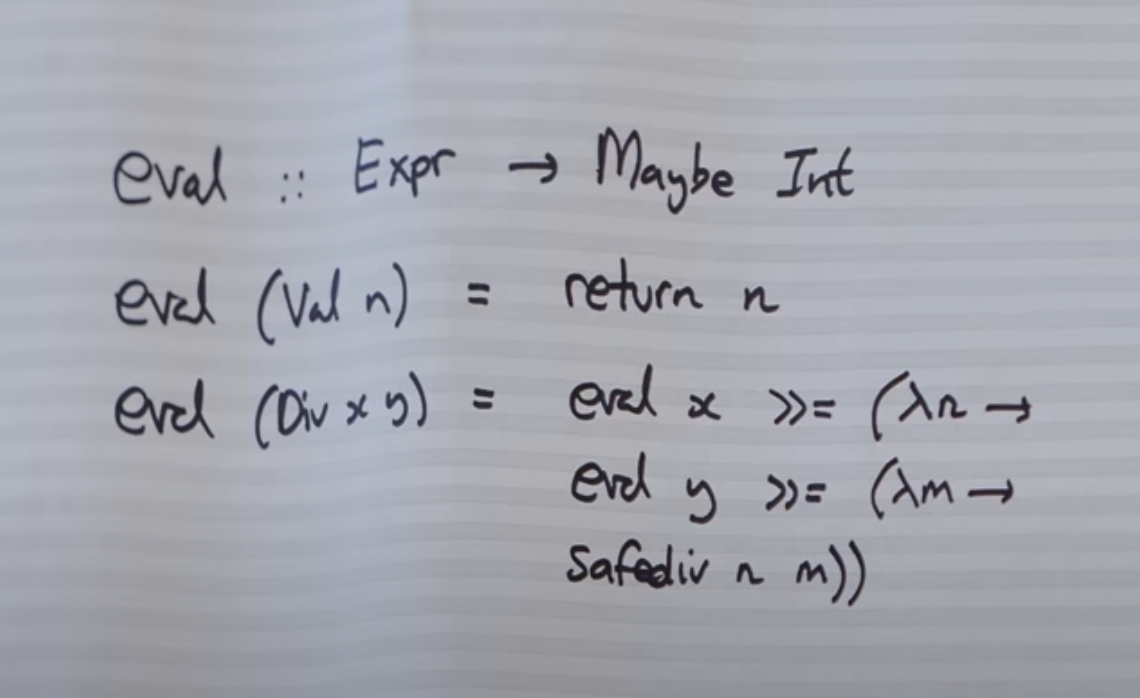 eval :: Expr → Maybe Int
eval (Val n) = return n
eval (Div x y) = eval x >>= (λn →
eval y >>= (λm →
safediv n m))